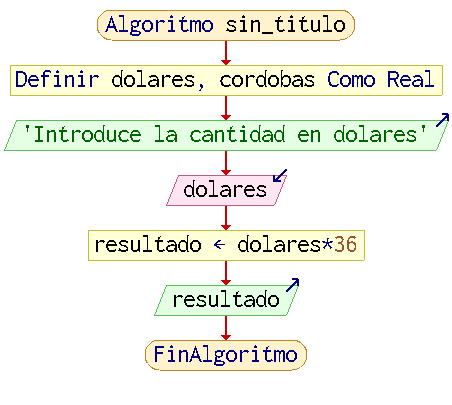 Algoritmo sin_titulo
Definir dolares, cordobas Como Real
'Introduce la cantidad en dolares'
dolares
resultado ← dolares*36
resultado
FinAlgoritmo